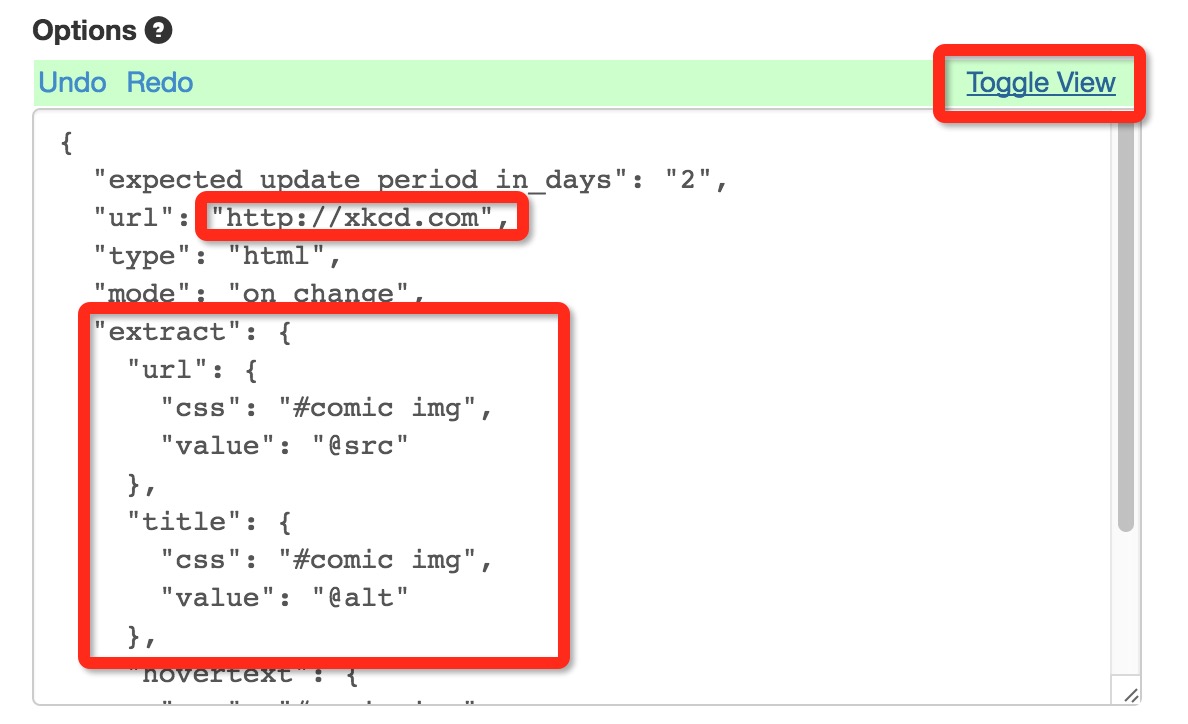 Options ?
Undo Redo Toggle View
{
"expected_update_period_in_days": "2",
"url": "http://xkcd.com",
"type": "html",
"mode": "on_change",
"extract": {
"url": {
"css": "#comic img",
"value": "@src"
},
"title": {
"css": "#comic img",
"value": "@alt"
},
"hovertext": {